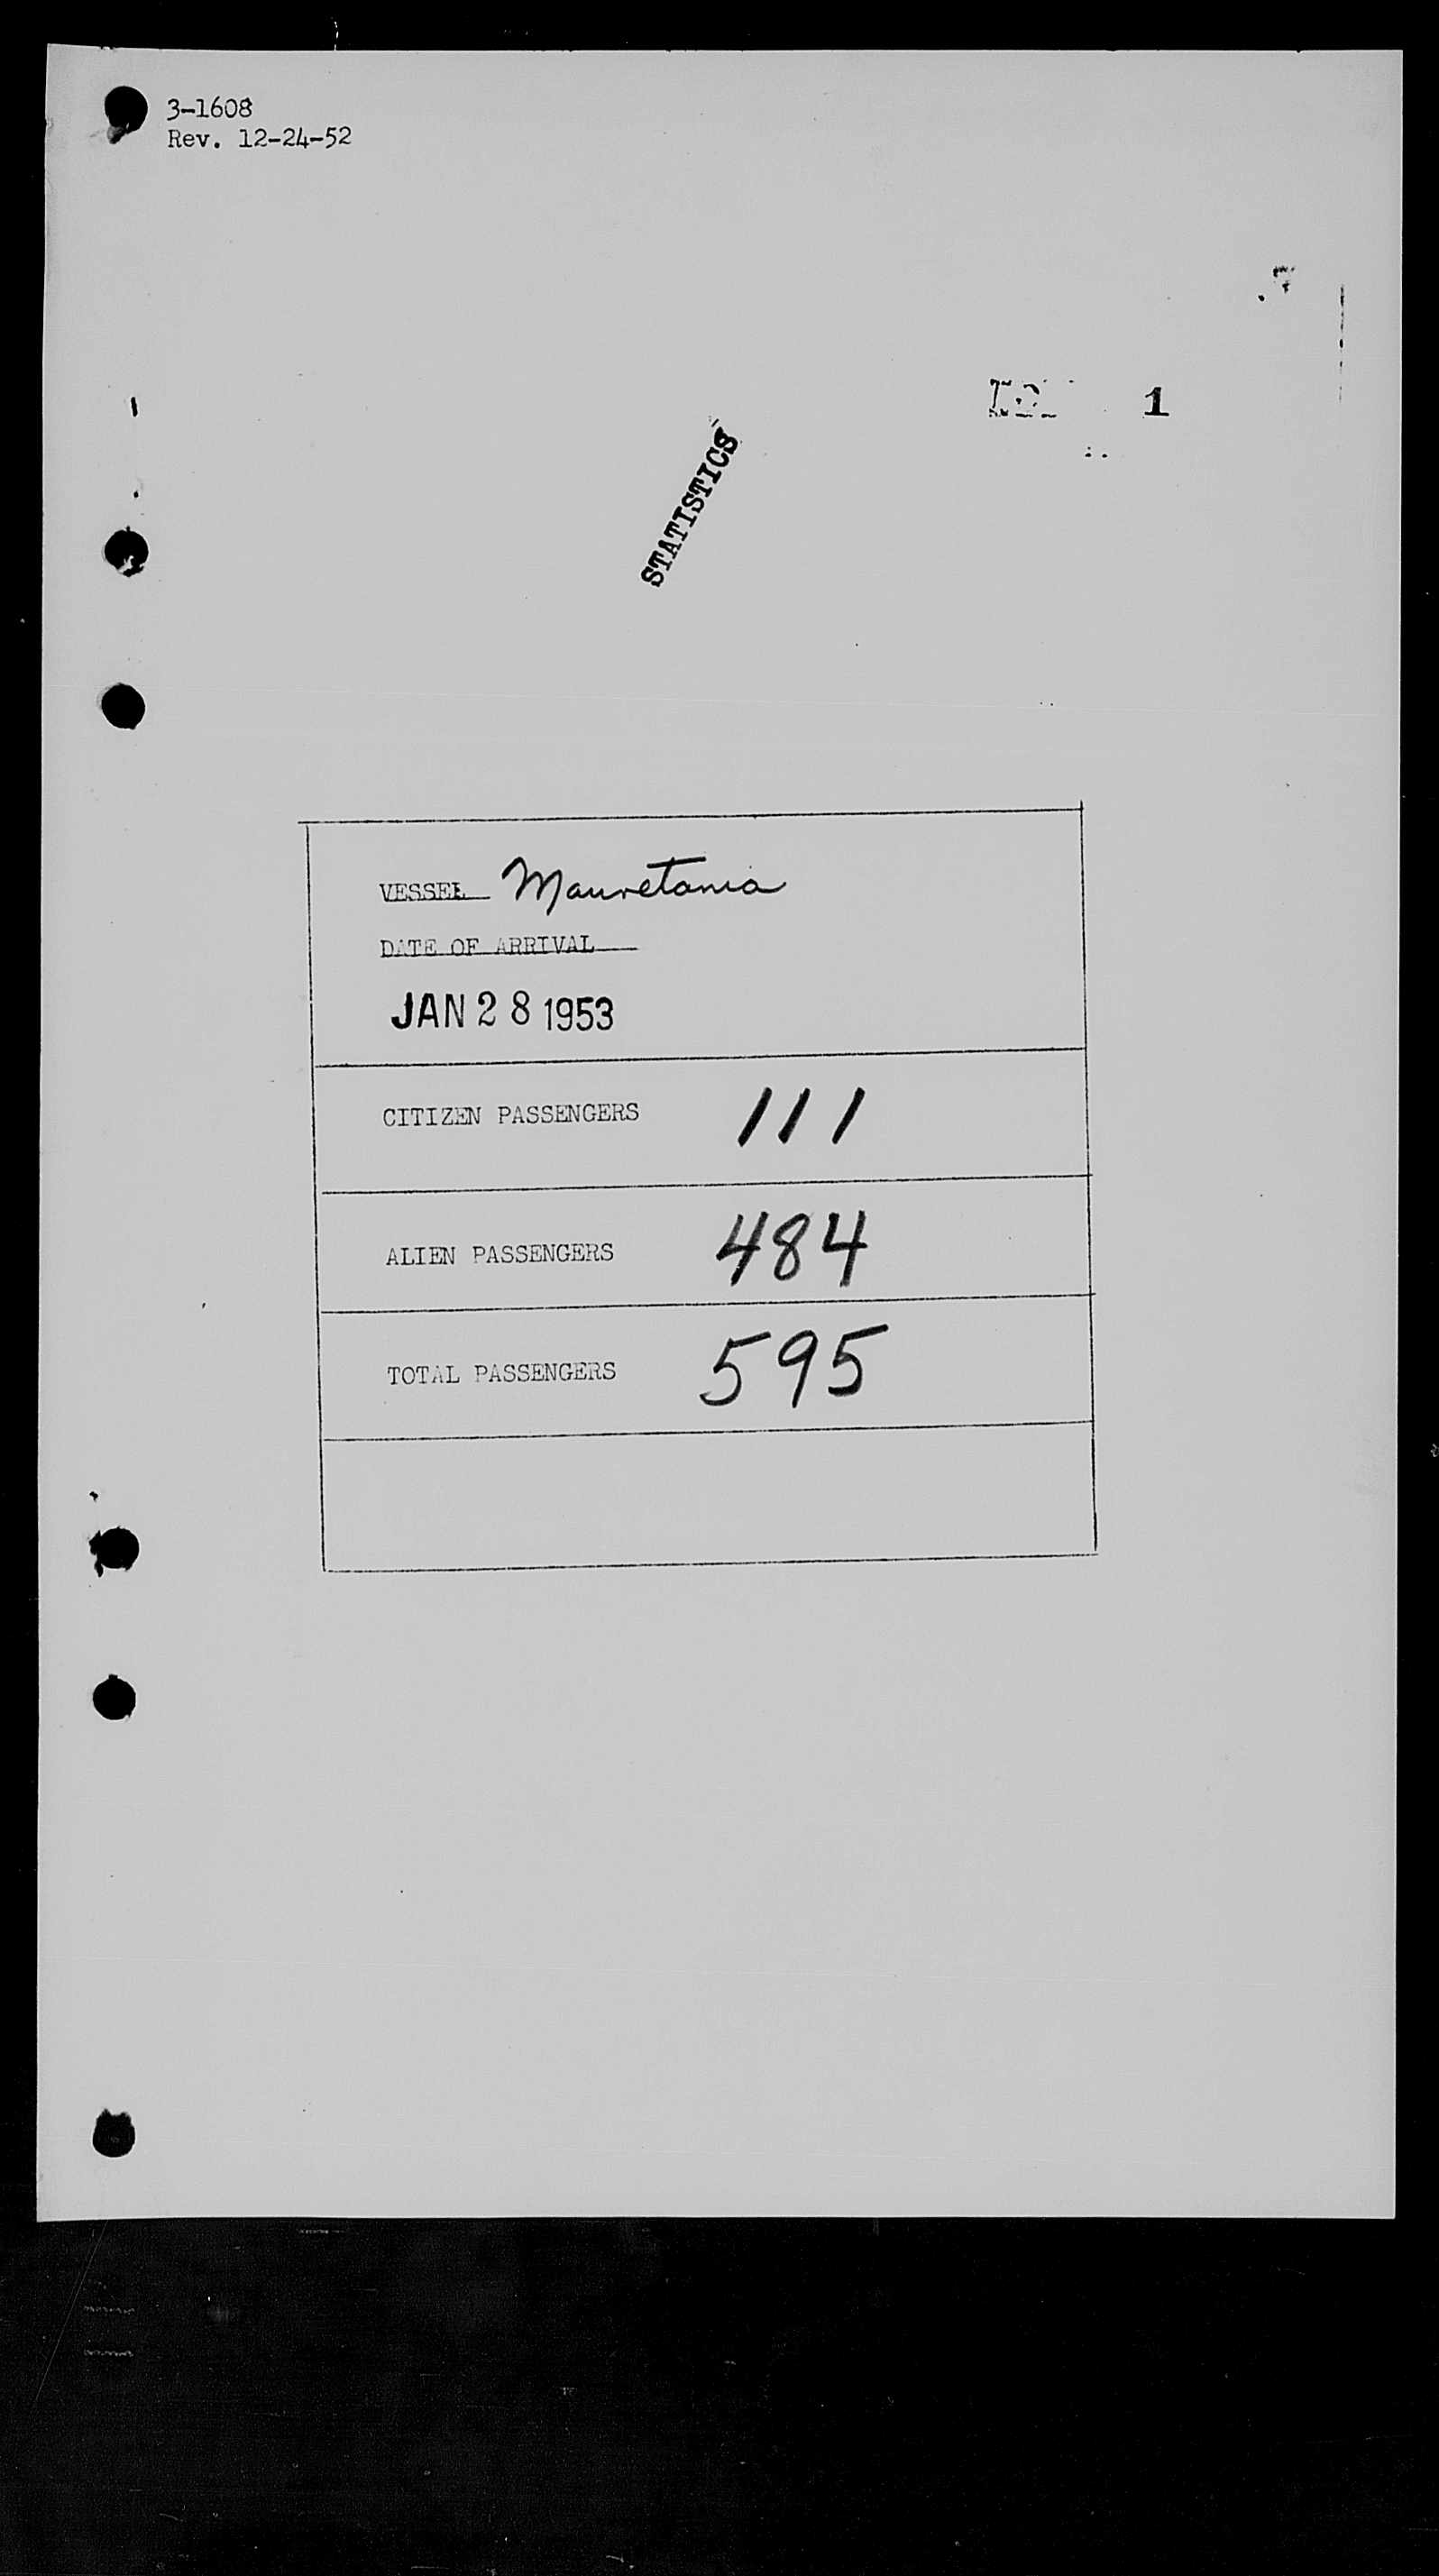 3-1608
Rev. 12-24-52
1
STATISTICS
VESSEL Mauretania
DATE OF ARRIVAL
JAN 28 1953
CITIZEN PASSENGERS 111
ALIEN PASSENGERS 484
TOTAL PASSENGERS 595